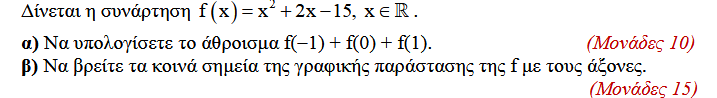 Δίνεται η συνάρτηση f(x) = x² + 2x − 15, x ∈ ℝ.
α) Να υπολογίσετε το άθροισμα f(−1) + f(0) + f(1). (Μονάδες 10)
β) Να βρείτε τα κοινά σημεία της γραφικής παράστασης της f με τους άξονες.
(Μονάδες 15)